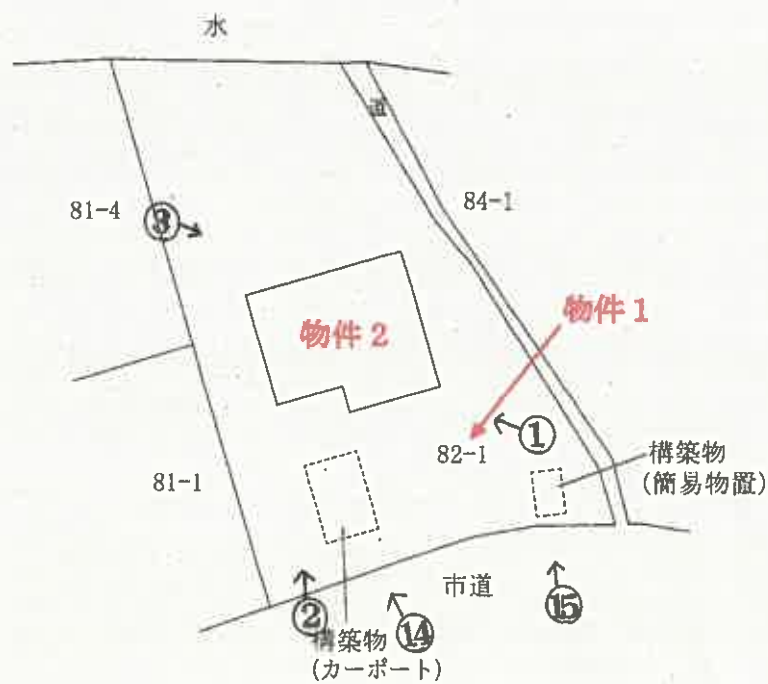 水
道
81-4
84-1
③
物件1
物件2
①
82-1
構築物
(簡易物置)
81-1
市道
②
⑭
⑮
構築物
(カーポート)